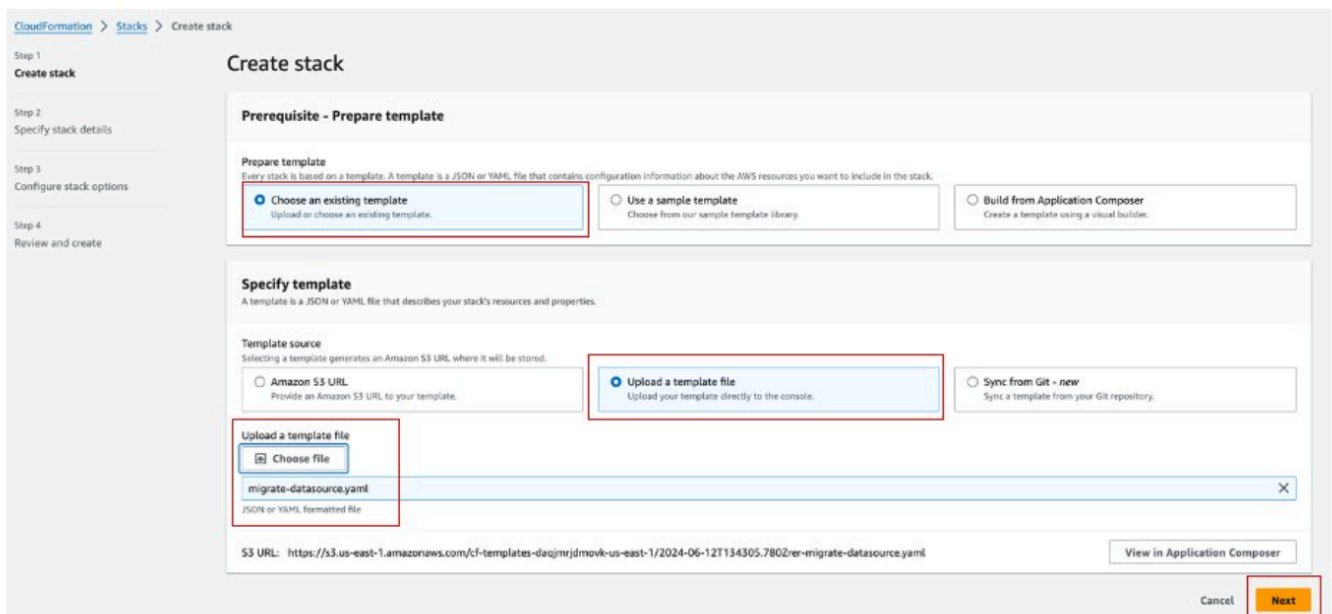 CloudFormation > Stacks > Create stack
Step 1
Create stack
Step 2
Specify stack details
Step 3
Configure stack options
Step 4
Review and create
Create stack
Prerequisite - Prepare template
Prepare template
Every stack is based on a template. A template is a JSON or YAML file that contains configuration information about the AWS resources you want to include in the stack.
Choose an existing template
Upload or choose an existing template.
Use a sample template
Choose from our sample template library.
Build from Application Composer
Create a template using a visual builder.
Specify template
A template is a JSON or YAML file that describes your stack's resources and properties.
Template source
Selecting a template generates an Amazon S3 URL where it will be stored.
Amazon S3 URL
Provide an Amazon S3 URL to your template.
Upload a template file
Upload your template directly to the console.
Sync from Git - new
Sync a template from your Git repository.
Upload a template file
Choose file
migrate-datasource.yaml
JSON or YAML formatted file
S3 URL: https://s3.us-east-1.amazonaws.com/cf-templates-daqjmrjdmovk-us-east-1/2024-06-12T134305.780Zrer-migrate-datasource.yaml
View in Application Composer
Cancel
Next